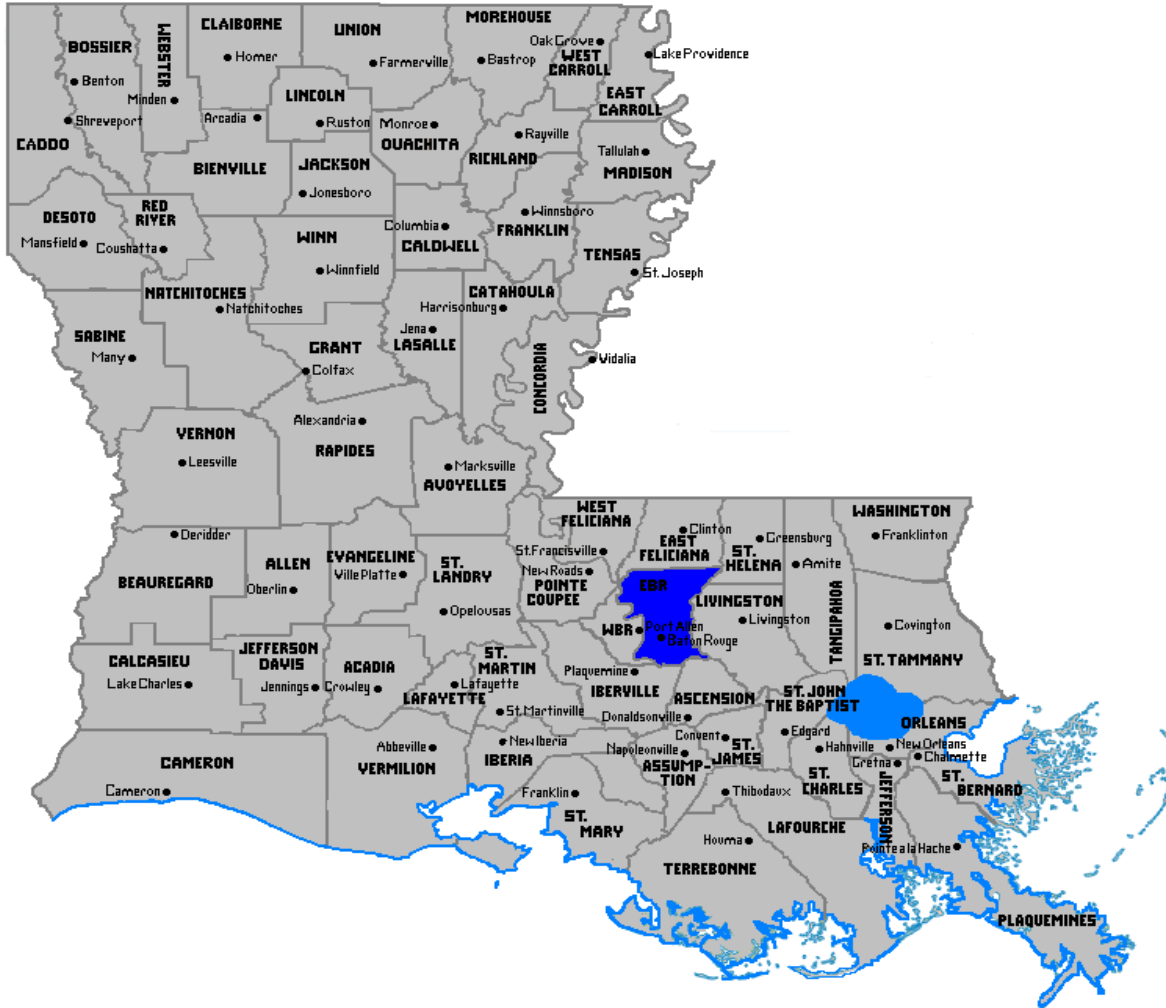 CLAIBORNE
UNION
MOREHOUSE
BOSSIER
WEBSTER
Homer
Farmerville
Bastrop
Oak Grove
WEST
CARROLL
Lake Providence
Benton
Minden
LINCOLN
EAST
CARROLL
Shreveport
Arcadia
Ruston
Monroe
OUACHITA
Rayville
RICHLAND
CADDO
BIENVILLE
JACKSON
Jonesboro
Tallulah
MADISON
DESOTO
RED
RIVER
Mansfield
Coushatta
WINN
Winnfield
Columbia
CALDWELL
Winnsboro
FRANKLIN
TENSAS
St. Joseph
NATCHITOCHES
Natchitoches
CATAHOULA
Harrisonburg
SABINE
Many
GRANT
Colfax
Jena
LASALLE
CONCORDIA
Vidalia
VERNON
Leesville
Alexandria
RAPIDES
Marksville
AVOYELLES
WEST
FELICIANA
St. Francisville
Clinton
EAST
FELICIANA
Greensburg
ST.
HELENA
WASHINGTON
Franklinton
Deridder
BEAUREGARD
ALLEN
Oberlin
EVANGELINE
Ville Platte
ST.
LANDRY
Opelousas
New Roads
POINTE
COUPEE
EBR
LIVINGSTON
Livingston
Amite
TANGIPAHOA
Covington
ST. TAMMANY
WBR
Port Allen
Baton Rouge
CALCASIEU
Lake Charles
JEFFERSON
DAVIS
Jennings
ACADIA
Crowley
LAFAYETTE
Lafayette
ST.
MARTIN
St. Martinville
Plaquemine
IBERVILLE
ASCENSION
Donaldsonville
ST. JOHN
THE BAPTIST
Edgard
ORLEANS
New Orleans
CAMERON
Cameron
Abbeville
VERMILION
New Iberia
IBERIA
Napoleonville
ASSUMP-
TION
Convent
ST.
JAMES
Hahnville
ST.
CHARLES
Gretna
JEFFERSON
Chalmette
ST.
BERNARD
Franklin
ST.
MARY
Thibodaux
LAFOURCHE
Houma
TERREBONNE
Pointe a la Hache
PLAQUEMINES